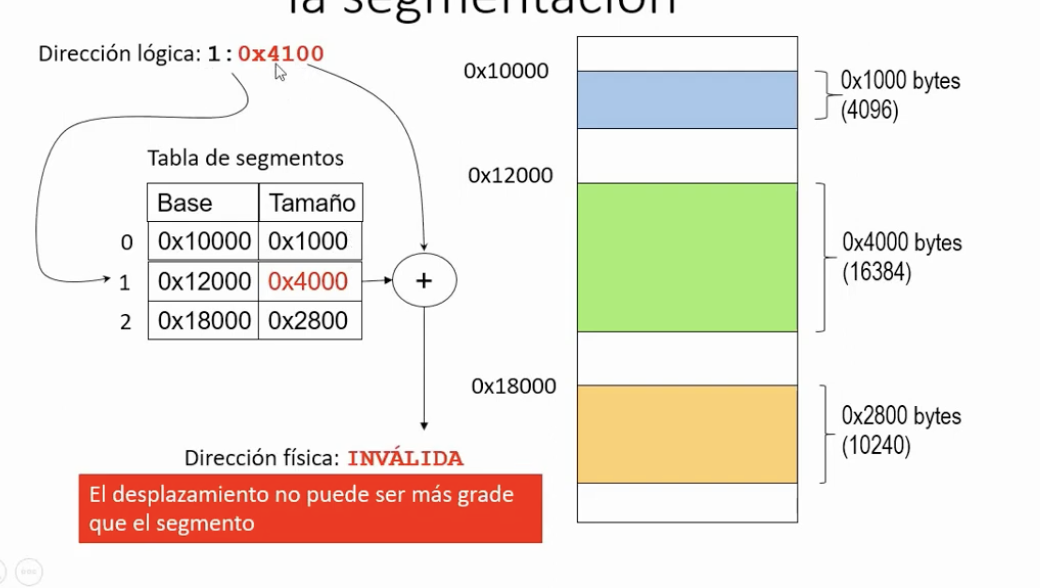 la segmentación
Dirección lógica: 1:0x4100
Tabla de segmentos
Base Tamaño
0 0x10000 0x1000
1 0x12000 0x4000
2 0x18000 0x2800
+
Dirección física: INVÁLIDA
El desplazamiento no puede ser más grade
que el segmento
0x10000
0x12000
0x18000
0x1000 bytes
(4096)
0x4000 bytes
(16384)
0x2800 bytes
(10240)